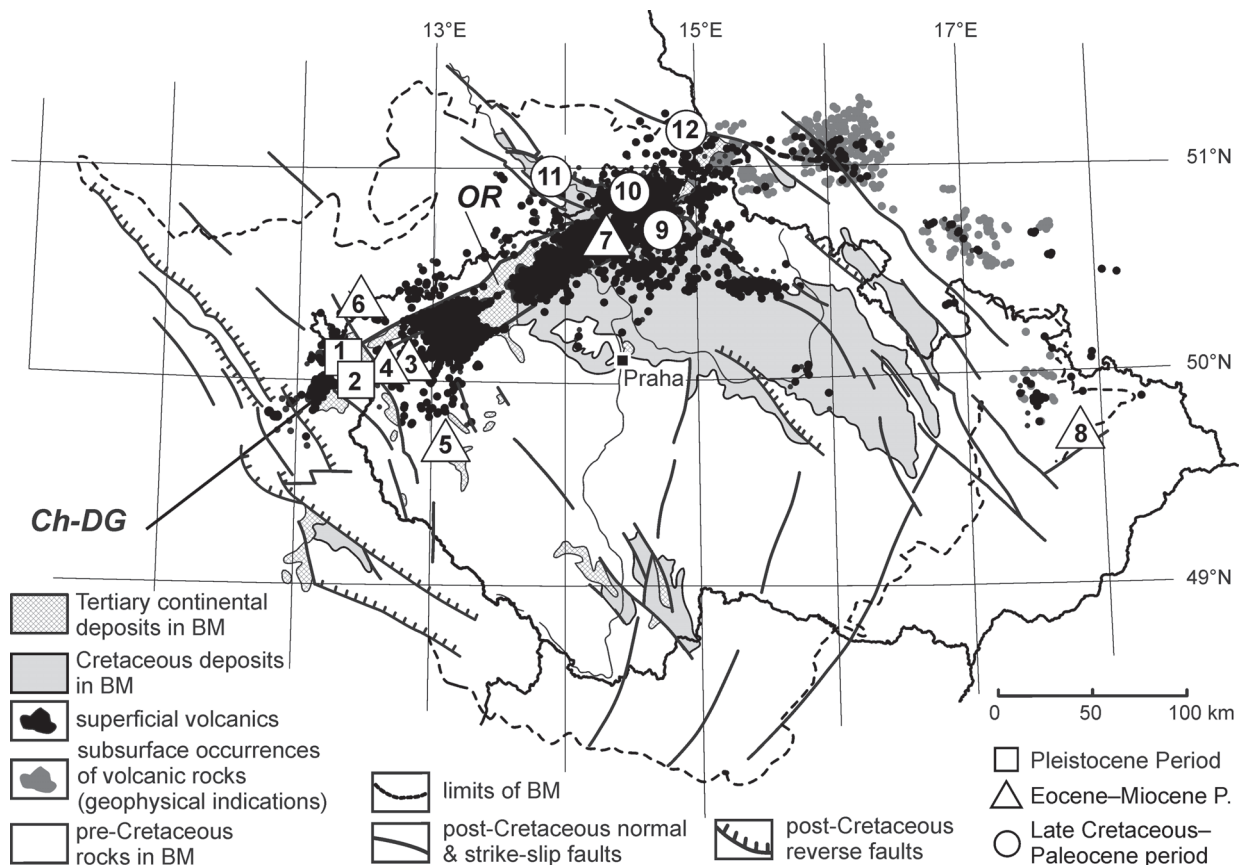 13°E
15°E
17°E
12
51°N
11
10
OR
9
7
6
1
4
3
2
50°N
Praha
8
5
Ch-DG
49°N
Tertiary continental
deposits in BM
Cretaceous deposits
in BM
superficial volcanics
subsurface occurrences
of volcanic rocks
(geophysical indications)
pre-Cretaceous
rocks in BM
limits of BM
post-Cretaceous normal
& strike-slip faults
post-Cretaceous
reverse faults
0
50
100 km
Pleistocene Period
Eocene–Miocene P.
Late Cretaceous–
Paleocene period